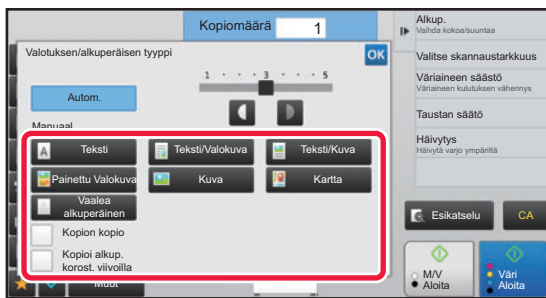 Kopiomäärä 1
Valotuksen/alkuperäisen tyyppi
OK
1 3 5
Autom.
Manuaal.
Teksti
Teksti/Valokuva
Teksti/Kuva
Painettu Valokuva
Kuva
Kartta
Vaalea
alkuperäinen
Kopion kopio
Kopioi alkup.
korost. viivoilla
Muut
Alkup.
Vaihda kokoa/suuntaa
Valitse skannaustarkkuus
Väriaineen säästö
Väriaineen kulutuksen vähennys
Taustan säätö
Häivytys
Häivytä varjo ympäriltä
Esikatselu
CA
M/V
Aloita
Väri
Aloita